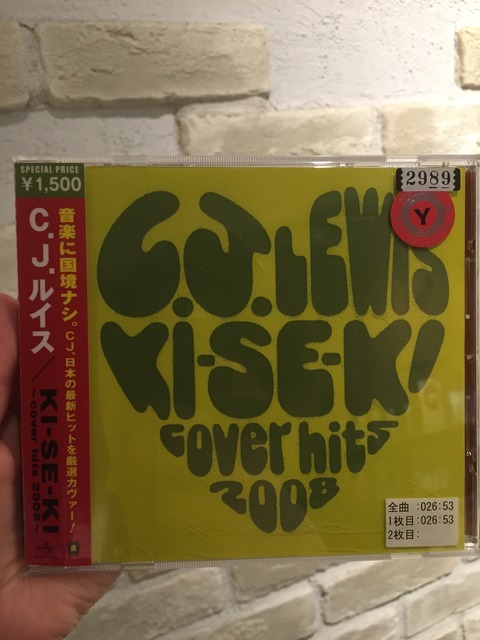 SPECIAL PRICE
¥1,500
音楽に国境ナシ。CJ、日本の最新ヒットを厳選カヴァー!
C.J.ルイス/KI-SE-KI
~cover hits 2008~
2989
Y
C.J.LEWIS
KI-SE-KI
cover hits
2008
全曲 :026:53
1枚目:026:53
2枚目: